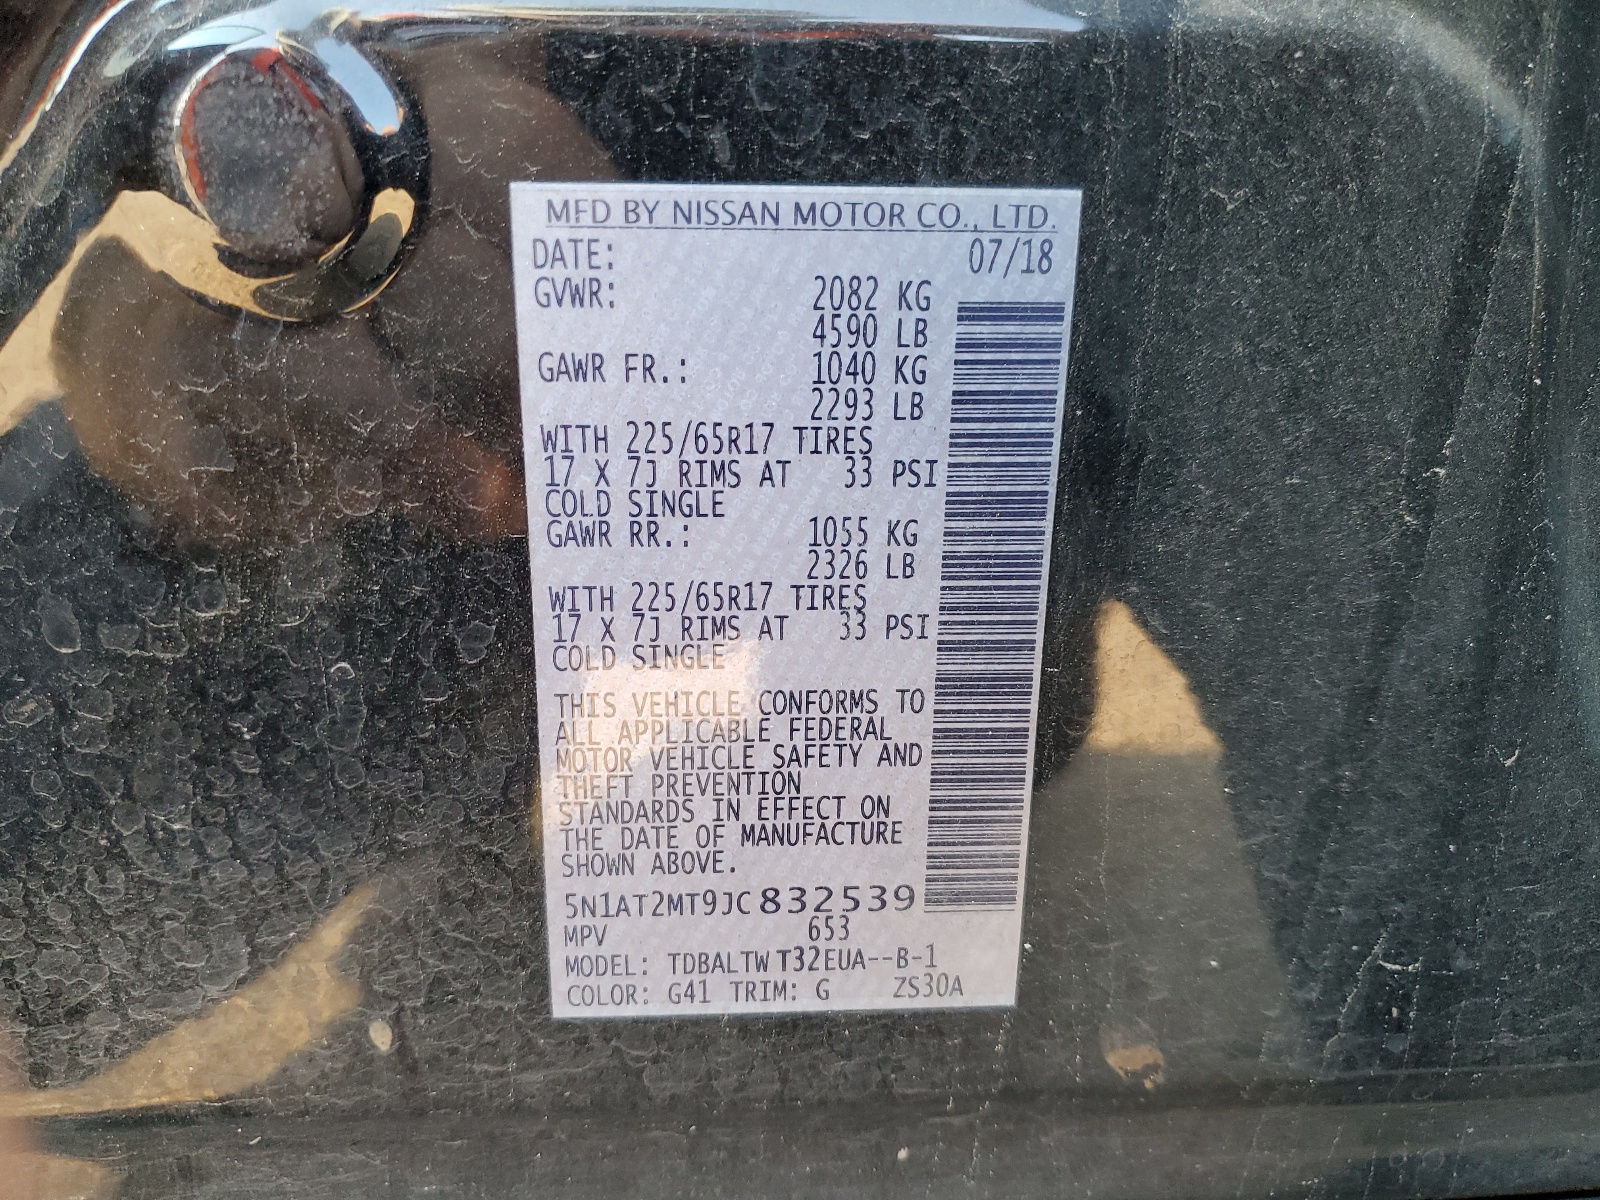 MFD BY NISSAN MOTOR CO., LTD.
DATE: 07/18
GVWR: 2082 KG
4590 LB
GAWR FR.: 1040 KG
2293 LB
WITH 225/65R17 TIRES
17 X 7J RIMS AT 33 PSI
COLD SINGLE
GAWR RR.: 1055 KG
2326 LB
WITH 225/65R17 TIRES
17 X 7J RIMS AT 33 PSI
COLD SINGLE
THIS VEHICLE CONFORMS TO
ALL APPLICABLE FEDERAL
MOTOR VEHICLE SAFETY AND
THEFT PREVENTION
STANDARDS IN EFFECT ON
THE DATE OF MANUFACTURE
SHOWN ABOVE.
5N1AT2MT9JC832539
MPV 653
MODEL: TDBALTW T32EUA--B-1
COLOR: G41 TRIM: G ZS30A